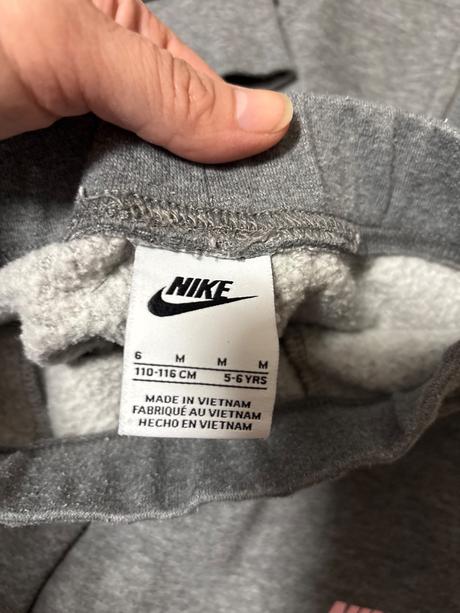 NIKE
6 M M M
110-116 CM 5-6 YRS
MADE IN VIETNAM
FABRIQUÉ AU VIETNAM
HECHO EN VIETNAM